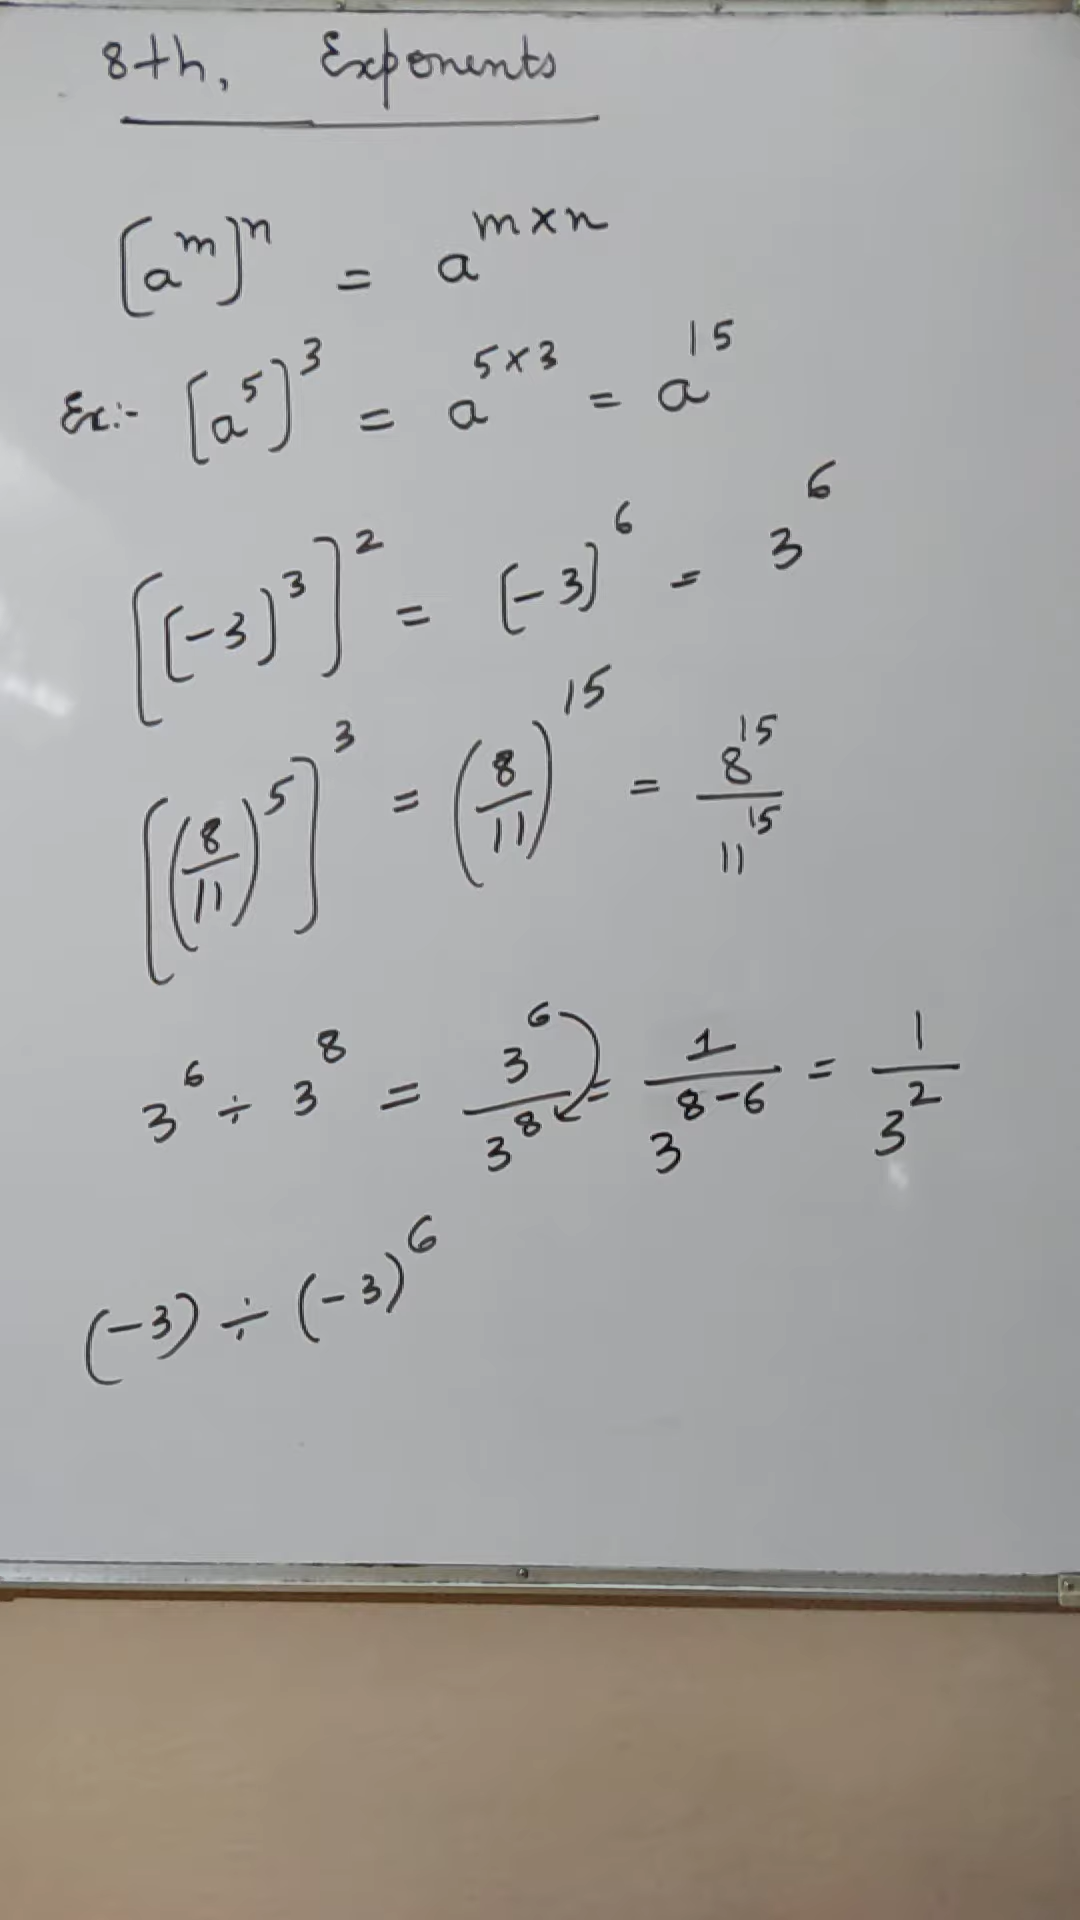 8th, Exponents
[a^m]^n = a^(m×n)
Ex:- [a^5]^3 = a^(5×3) = a^15
[[-3]^3]^2 = [-3]^6 = 3^6
[(8/11)^5]^3 = (8/11)^15 = 8^15/11^15
3^6 ÷ 3^8 = 3^6/3^8 = 1/3^(8-6) = 1/3^2
(-3) ÷ (-3)^6